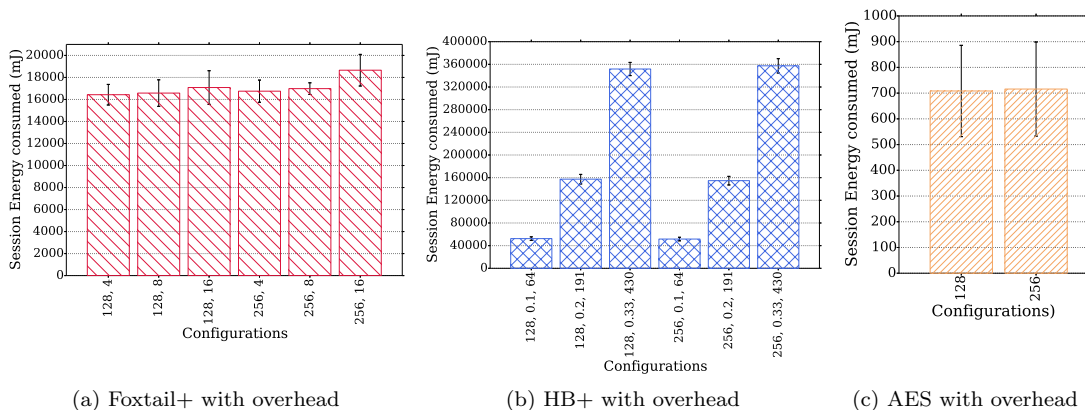 Session Energy consumed (mJ)
20000
18000
16000
14000
12000
10000
8000
6000
4000
2000
0
128, 4
128, 8
128, 16
256, 4
256, 8
256, 16
Configurations
(a) Foxtail+ with overhead
Session Energy consumed (mJ)
400000
360000
320000
280000
240000
200000
160000
120000
80000
40000
0
128, 0.1, 64
128, 0.2, 191
128, 0.33, 430
256, 0.1, 64
256, 0.2, 191
256, 0.33, 430
Configurations
(b) HB+ with overhead
Session Energy consumed (mJ)
1000
900
800
700
600
500
400
300
200
100
0
128
256
Configurations)
(c) AES with overhead